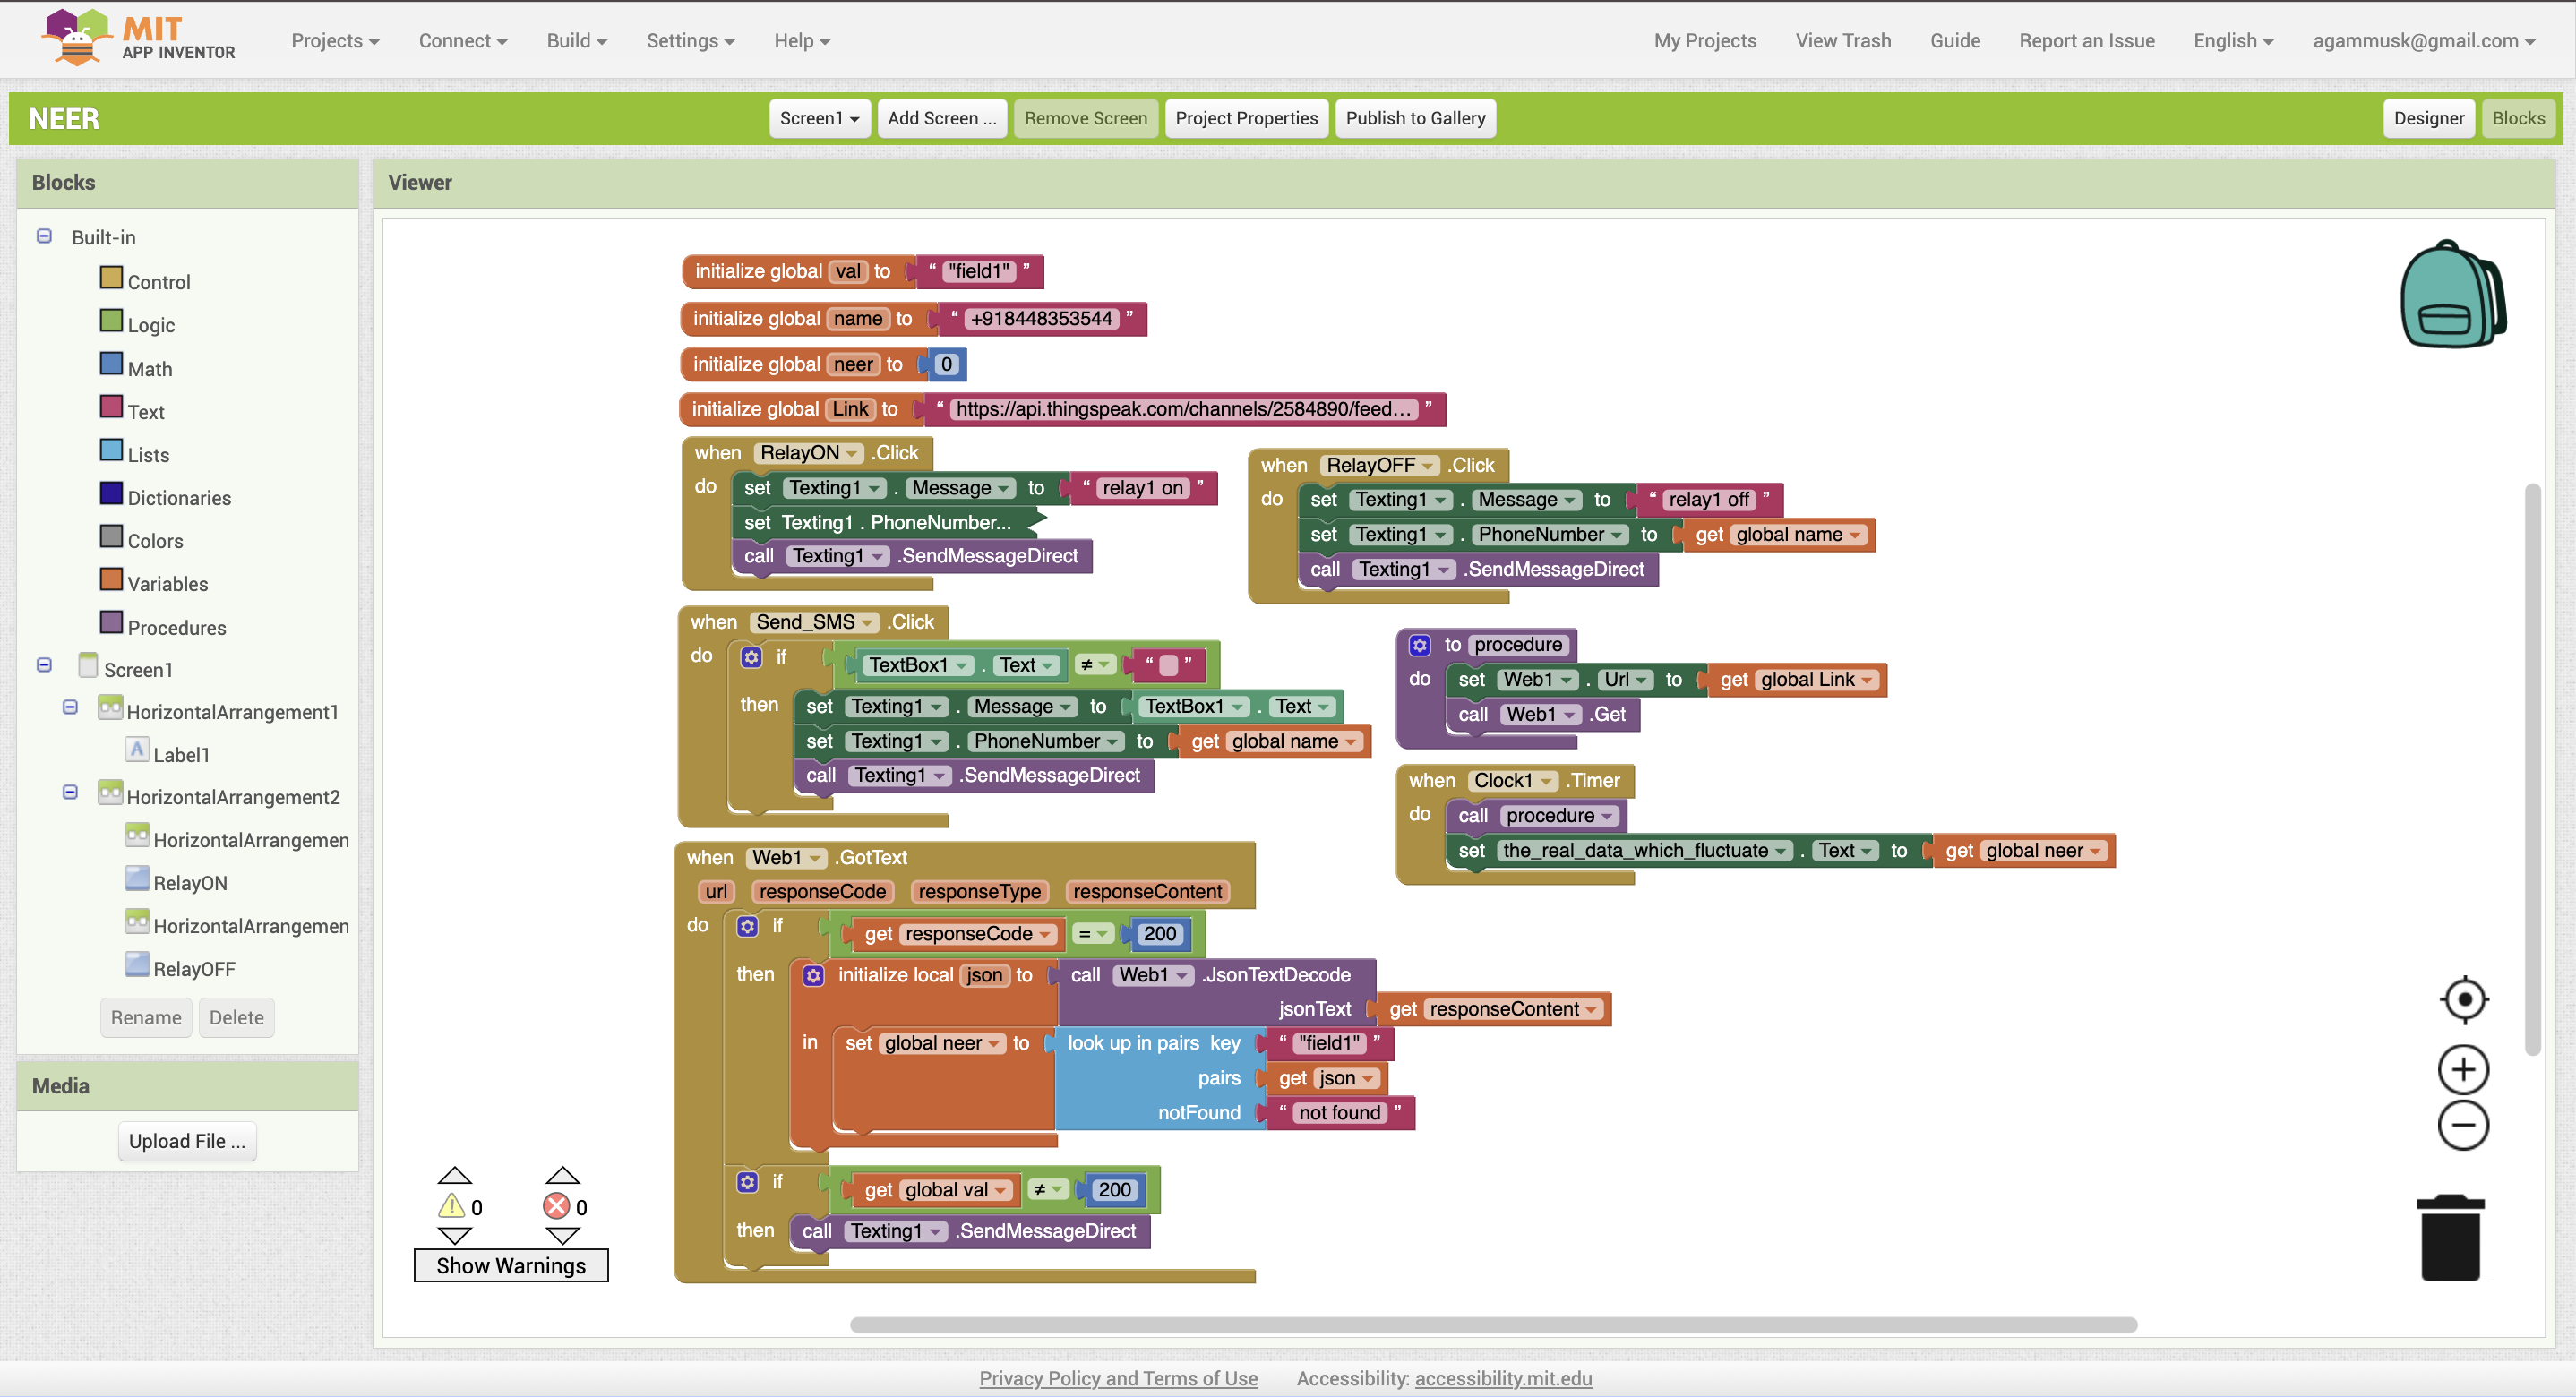 MIT
APP INVENTOR
Projects
Connect
Build
Settings
Help
My Projects
View Trash
Guide
Report an Issue
English
agammusk@gmail.com
NEER
Screen1
Add Screen ...
Remove Screen
Project Properties
Publish to Gallery
Designer
Blocks
Blocks
Built-in
Control
Logic
Math
Text
Lists
Dictionaries
Colors
Variables
Procedures
Screen1
HorizontalArrangement1
Label1
HorizontalArrangement2
HorizontalArrangemen
RelayON
HorizontalArrangemen
RelayOFF
Rename
Delete
Media
Upload File ...
Viewer
initialize global val to “ "field1" ”
initialize global name to “ +918448353544 ”
initialize global neer to 0
initialize global Link to “ https://api.thingspeak.com/channels/2584890/feed... ”
when RelayON .Click
do set Texting1 . Message to “ relay1 on ”
set Texting1 . PhoneNumber...
call Texting1 .SendMessageDirect
when RelayOFF .Click
do set Texting1 . Message to “ relay1 off ”
set Texting1 . PhoneNumber to get global name
call Texting1 .SendMessageDirect
when Send_SMS .Click
do if TextBox1 . Text ≠ “ ”
then set Texting1 . Message to TextBox1 . Text
set Texting1 . PhoneNumber to get global name
call Texting1 .SendMessageDirect
to procedure
do set Web1 . Url to get global Link
call Web1 .Get
when Clock1 .Timer
do call procedure
set the_real_data_which_fluctuate . Text to get global neer
when Web1 .GotText
url responseCode responseType responseContent
do if get responseCode = 200
then initialize local json to call Web1 .JsonTextDecode
jsonText get responseContent
in set global neer to look up in pairs key “ "field1" ”
pairs get json
notFound “ not found ”
if get global val ≠ 200
then call Texting1 .SendMessageDirect
0
0
Show Warnings
Privacy Policy and Terms of Use
Accessibility: accessibility.mit.edu